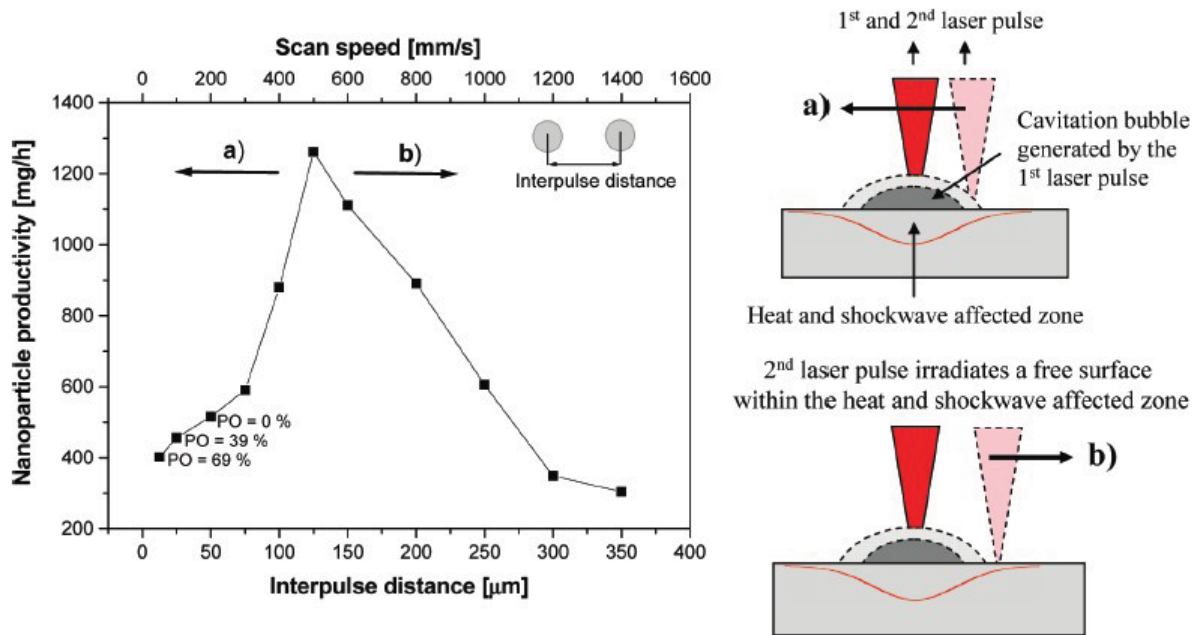 Scan speed [mm/s]
0 200 400 600 800 1000 1200 1400 1600
Nanoparticle productivity [mg/h]
1400
1200
1000
800
600
400
200
a)
b)
Interpulse distance
PO = 0 %
PO = 39 %
PO = 69 %
0 50 100 150 200 250 300 350 400
Interpulse distance [μm]
1st and 2nd laser pulse
a)
Cavitation bubble
generated by the
1st laser pulse
Heat and shockwave affected zone
2nd laser pulse irradiates a free surface
within the heat and shockwave affected zone
b)